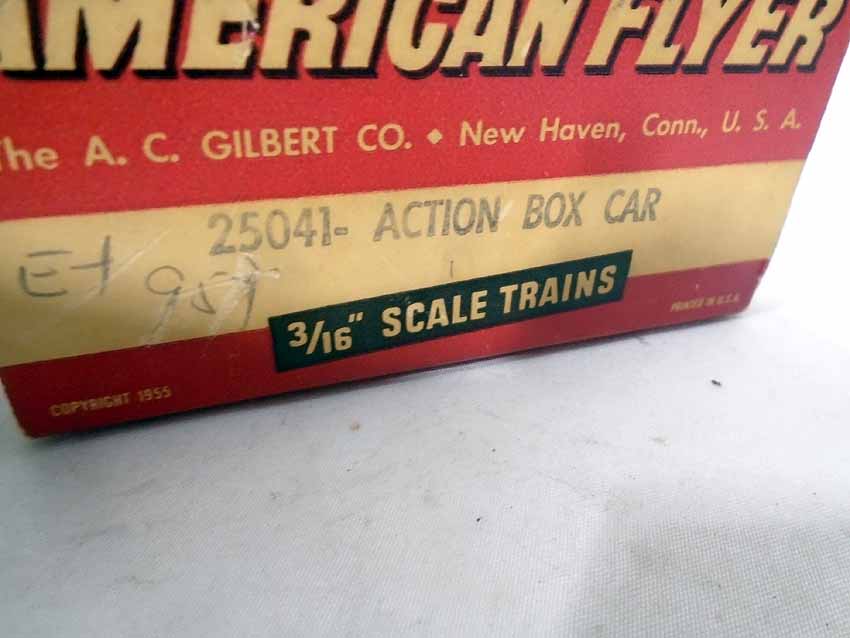 AMERICAN FLYER
The A. C. GILBERT CO. ◆ New Haven, Conn., U. S. A.
25041- ACTION BOX CAR
Ex
3/16" SCALE TRAINS
PRINTED IN U.S.A.
COPYRIGHT 1955